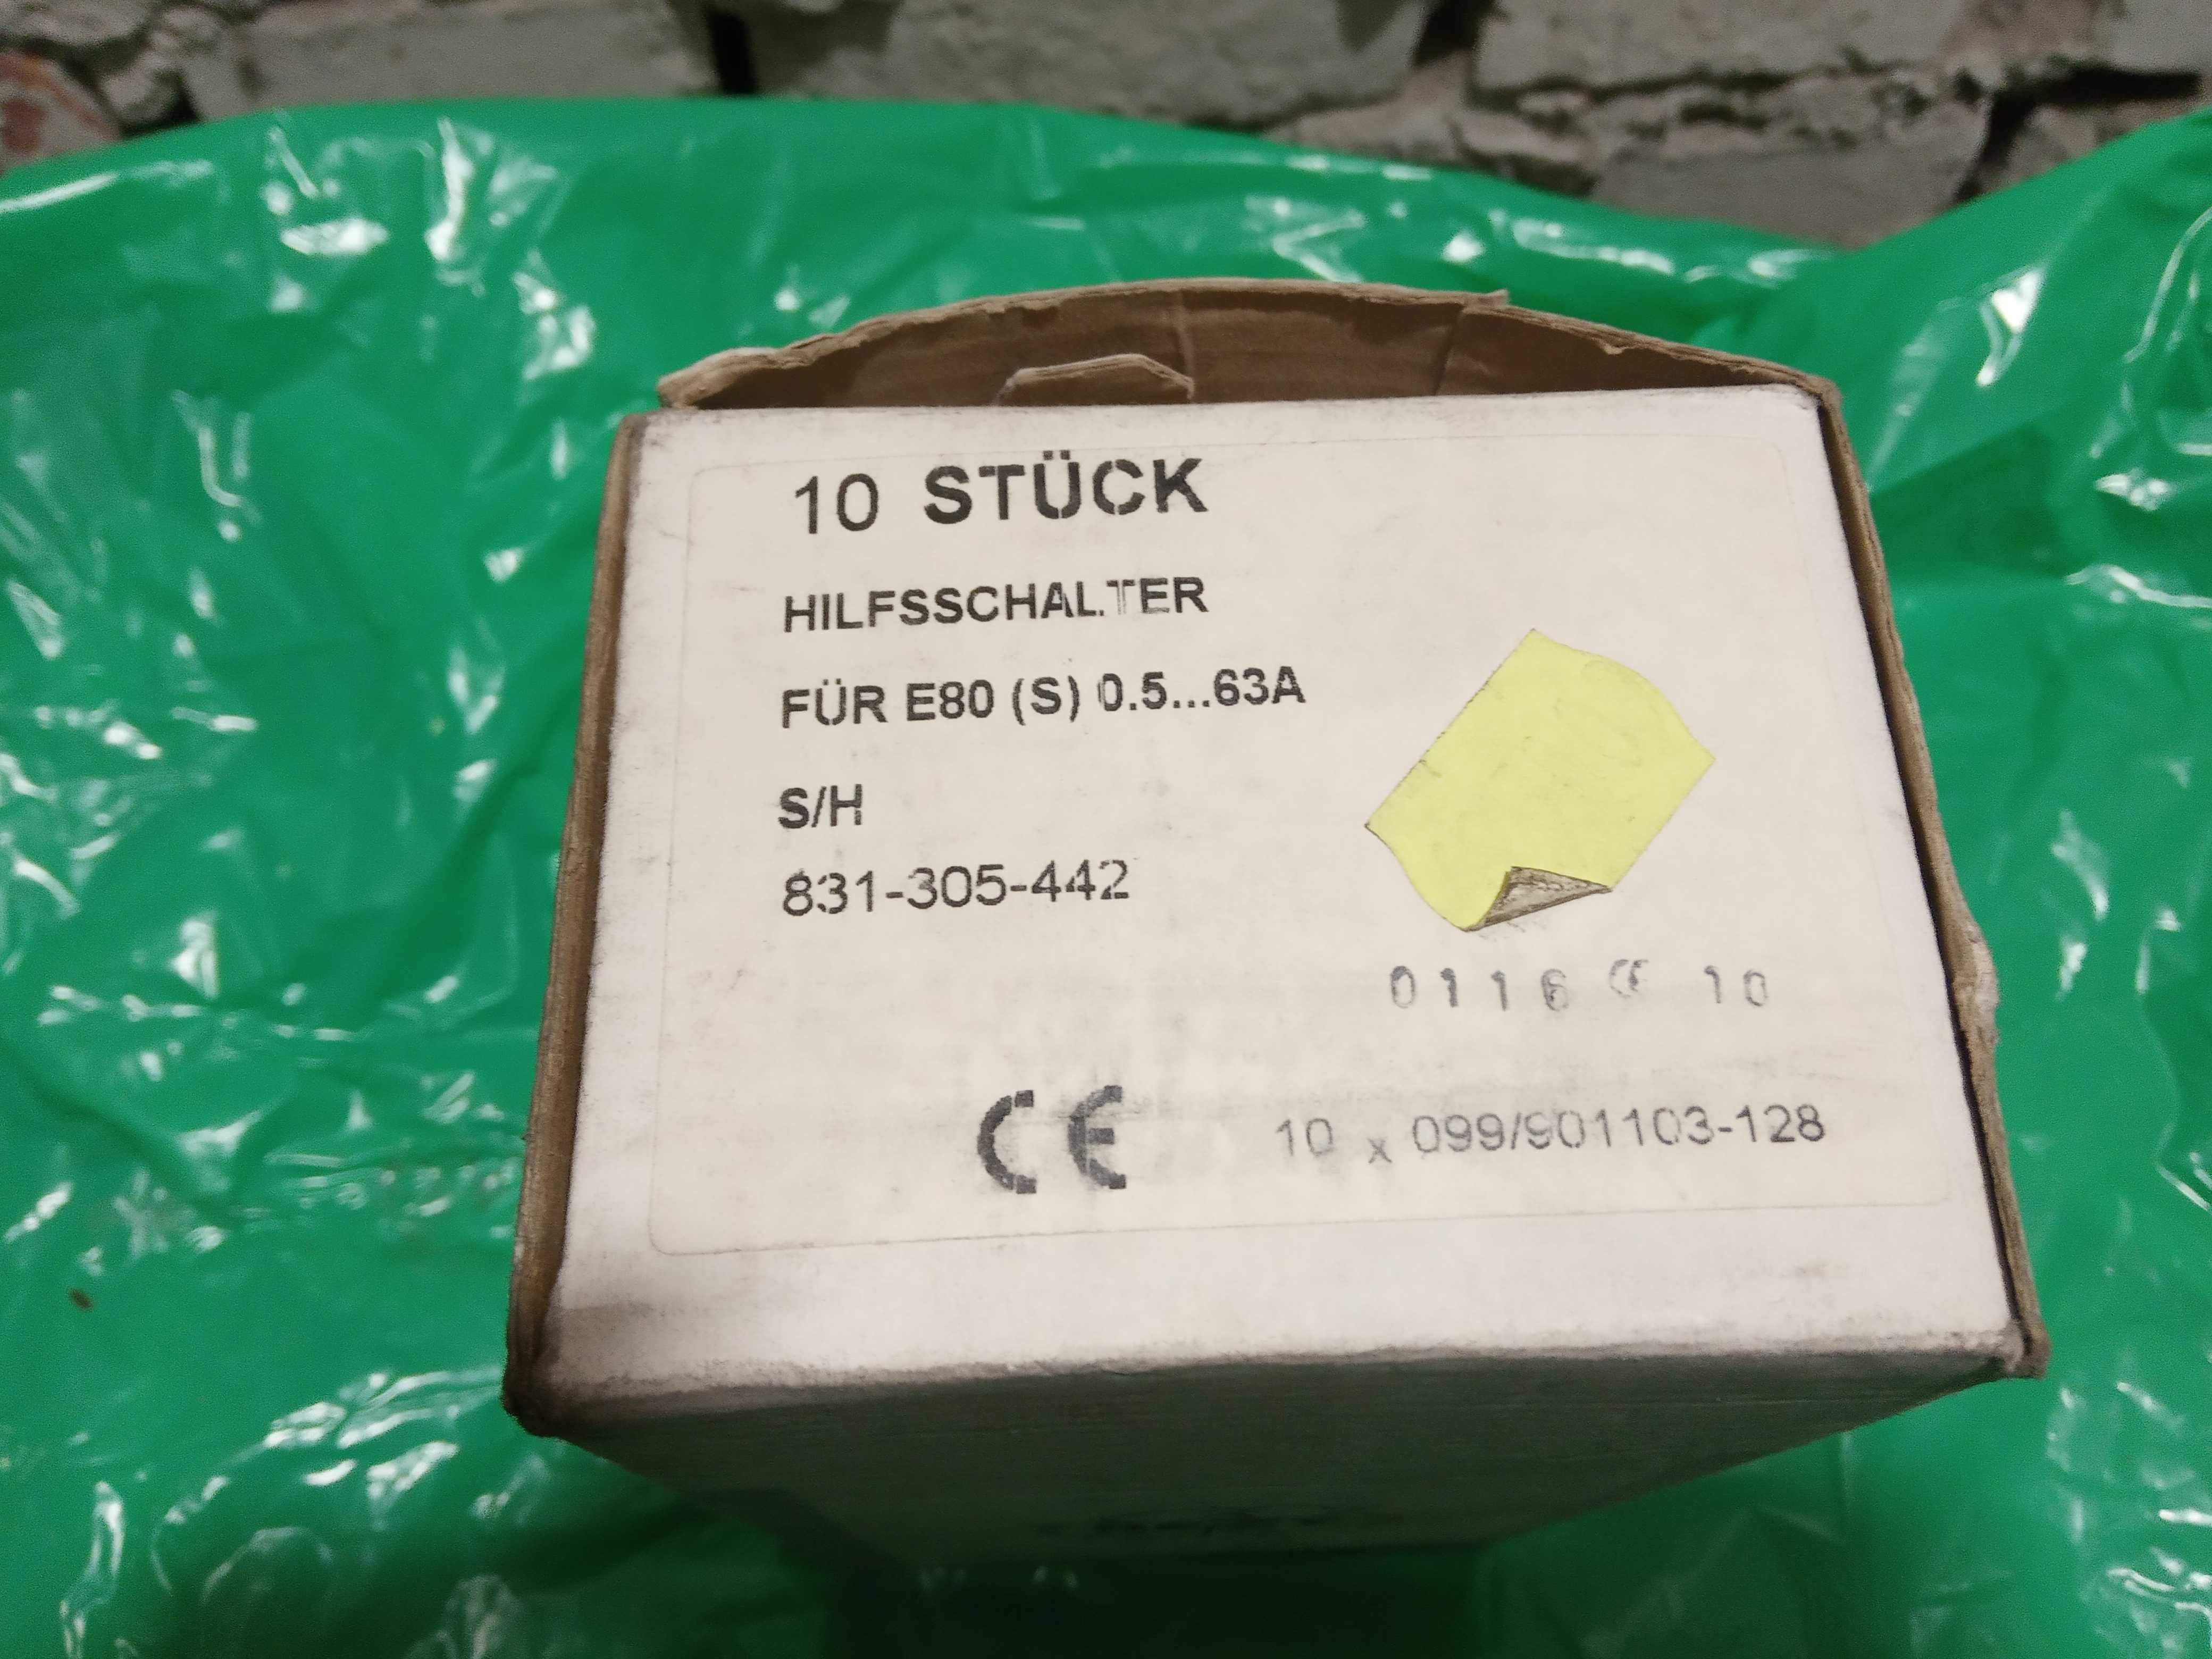 10 STÜCK
HILFSSCHALTER
FÜR E80 (S) 0.5...63A
S/H
831-305-442
0116 CE 10
CE 10 x 099/901103-128